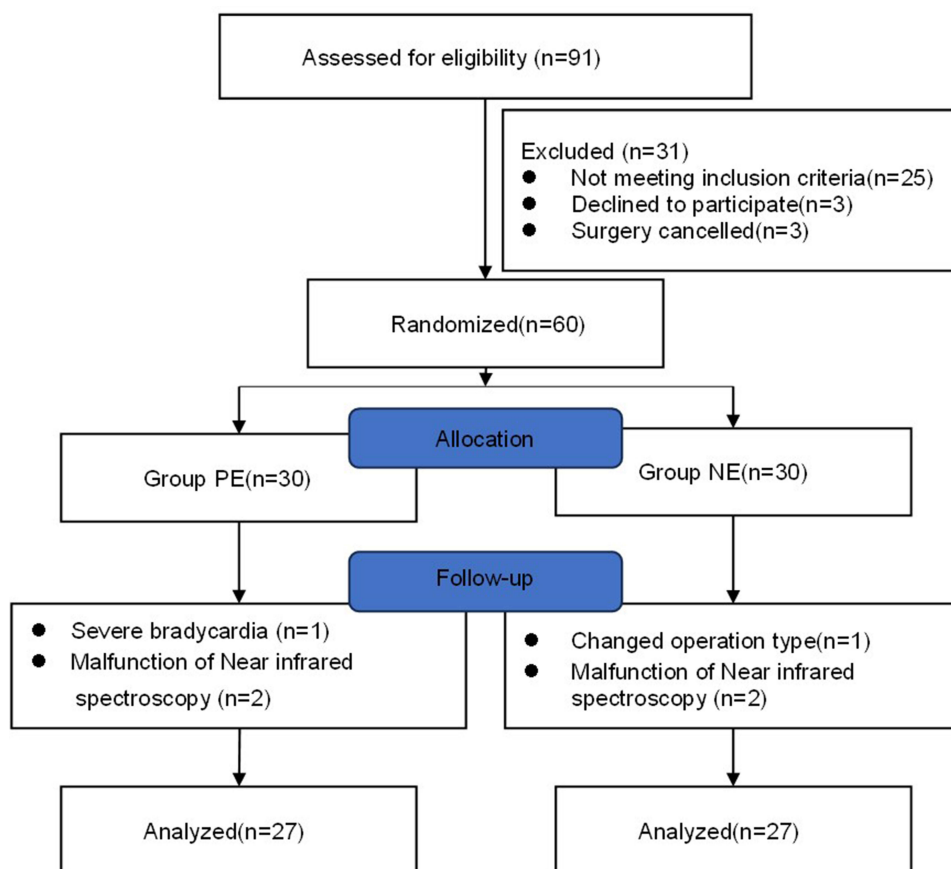 Assessed for eligibility (n=91)
Excluded (n=31)
● Not meeting inclusion criteria(n=25)
● Declined to participate(n=3)
● Surgery cancelled(n=3)
Randomized(n=60)
Allocation
Group PE(n=30)
Group NE(n=30)
Follow-up
● Severe bradycardia (n=1)
● Malfunction of Near infrared
spectroscopy (n=2)
● Changed operation type(n=1)
● Malfunction of Near infrared
spectroscopy (n=2)
Analyzed(n=27)
Analyzed(n=27)